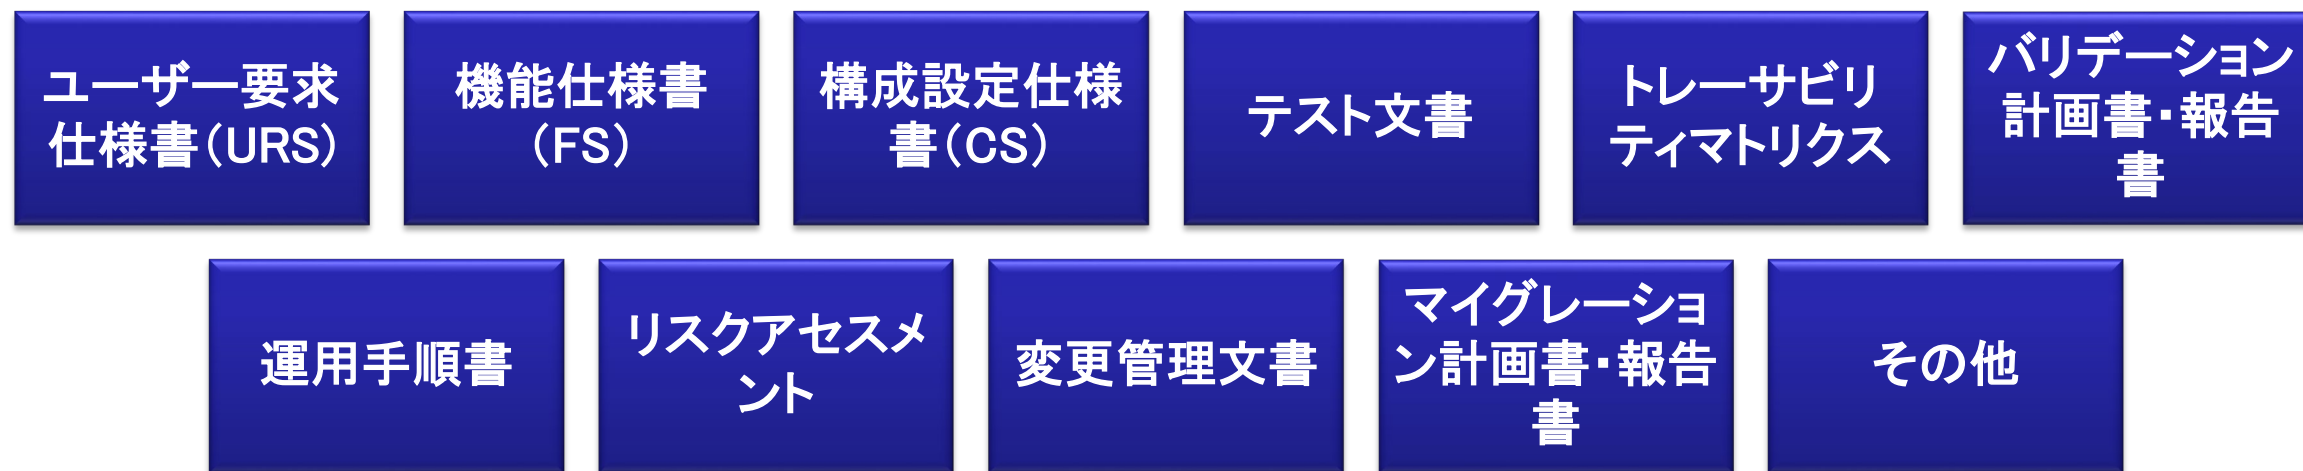 ユーザー要求
仕様書（URS）
機能仕様書
（FS）
構成設定仕様
書（CS）
テスト文書
トレーサビリ
ティマトリクス
バリデーション
計画書・報告
書
運用手順書
リスクアセスメ
ント
変更管理文書
マイグレーショ
ン計画書・報告
書
その他